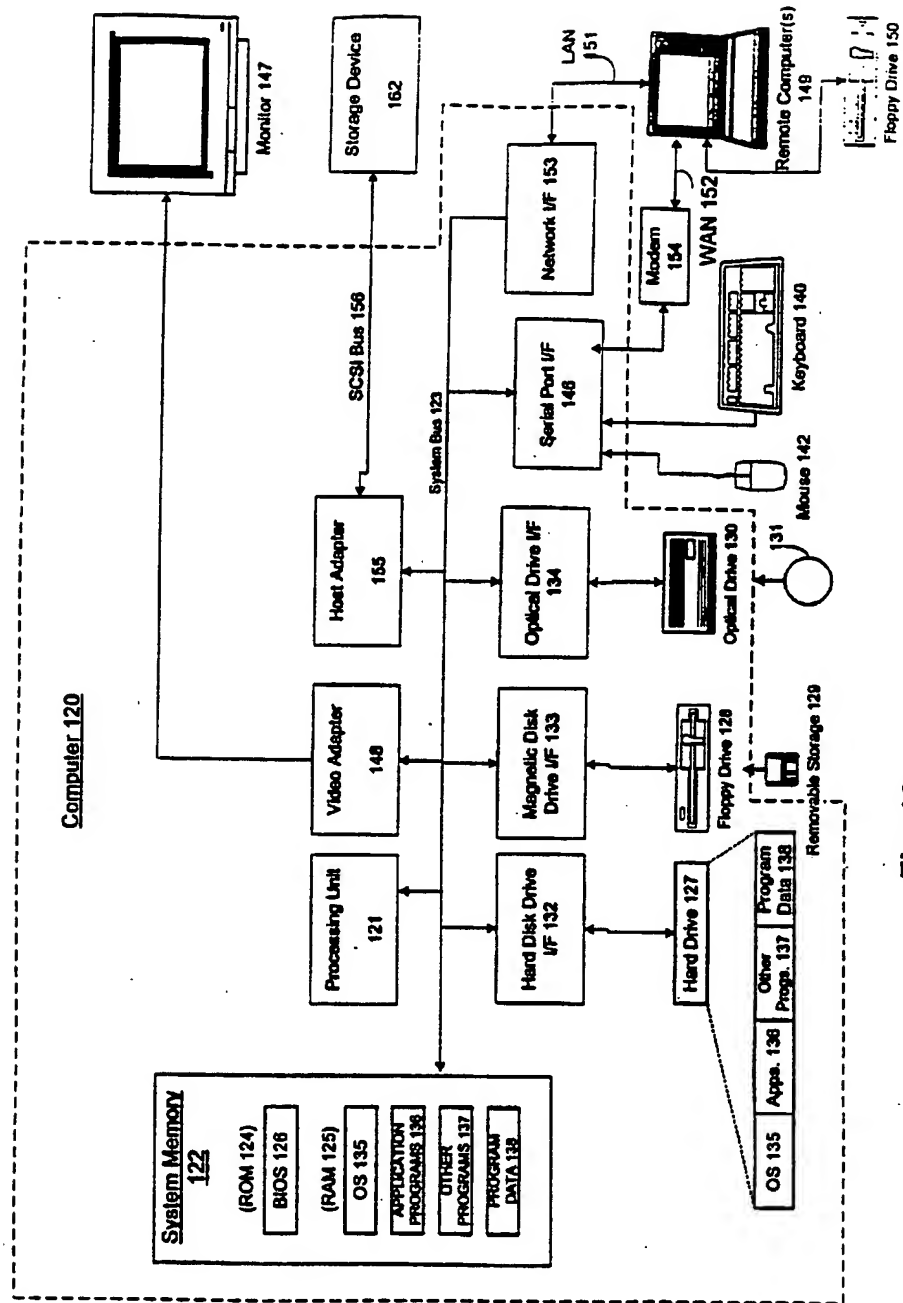 Computer 120
System Memory
122
(ROM 124)
BIOS 126
(RAM 125)
OS 135
APPLICATION
PROGRAMS 136
OTHER
PROGRAMS 137
PROGRAM
DATA 138
Processing Unit
121
Video Adapter
148
Host Adapter
155
SCSI Bus 156
System Bus 123
Monitor 147
Storage Device
162
Hard Disk Drive
I/F 132
Magnetic Disk
Drive I/F 133
Optical Drive I/F
134
Serial Port I/F
146
Network I/F 153
LAN
151
Modem
154
WAN 152
Remote Computer(s)
149
Floppy Drive 150
Hard Drive 127
Floppy Drive 128
Optical Drive 130
Mouse 142
Keyboard 140
131
Removable Storage 129
OS 135
Apps. 136
Other
Progs. 137
Program
Data 138